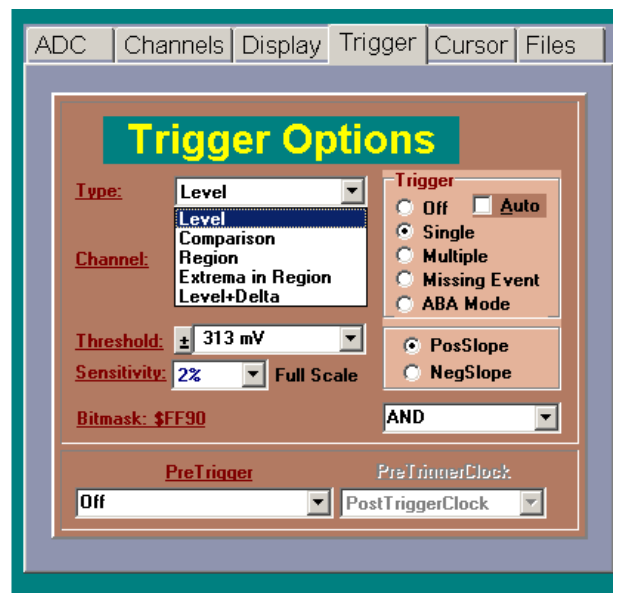 ADC Channels Display Trigger Cursor Files
Trigger Options
Type: Level
Level
Comparison
Region
Extrema in Region
Level+Delta
Channel:
Threshold: ± 313 mV
Sensitivity: 2% Full Scale
Bitmask: $FF90
Trigger
Off Auto
Single
Multiple
Missing Event
ABA Mode
PosSlope
NegSlope
AND
PreTrigger
Off
PreTriggerClock
PostTriggerClock